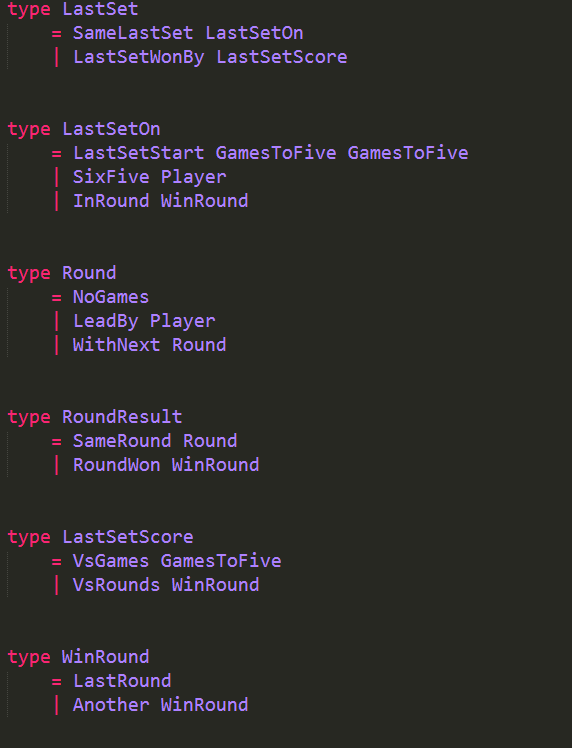 type LastSet
= SameLastSet LastSetOn
| LastSetWonBy LastSetScore
type LastSetOn
= LastSetStart GamesToFive GamesToFive
| SixFive Player
| InRound WinRound
type Round
= NoGames
| LeadBy Player
| WithNext Round
type RoundResult
= SameRound Round
| RoundWon WinRound
type LastSetScore
= VsGames GamesToFive
| VsRounds WinRound
type WinRound
= LastRound
| Another WinRound